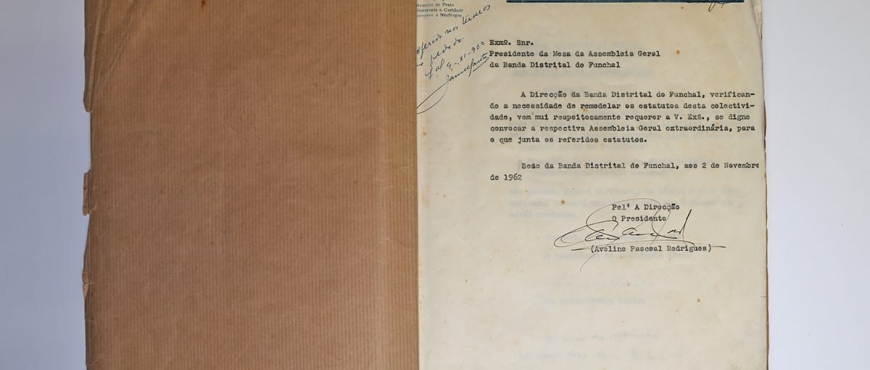 Medalha de Prata
Exmº. Snr.
Presidente da Mesa da Assembleia Geral
da Banda Distrital do Funchal
A Direcção da Banda Distrital do Funchal, verifican-
do a necessidade de remodelar os estatutos desta colectivi-
dade, vem mui respeitosamente requerer a V. Exª., se digne
convocar a respectiva Assembleia Geral extraordinária, para
o que junta os referidos estatutos.
Sede da Banda Distrital do Funchal, aos 2 de Novembro
de 1962
Pel' A Direcção
O Presidente
(Avelino Pascoal Rodrigues)